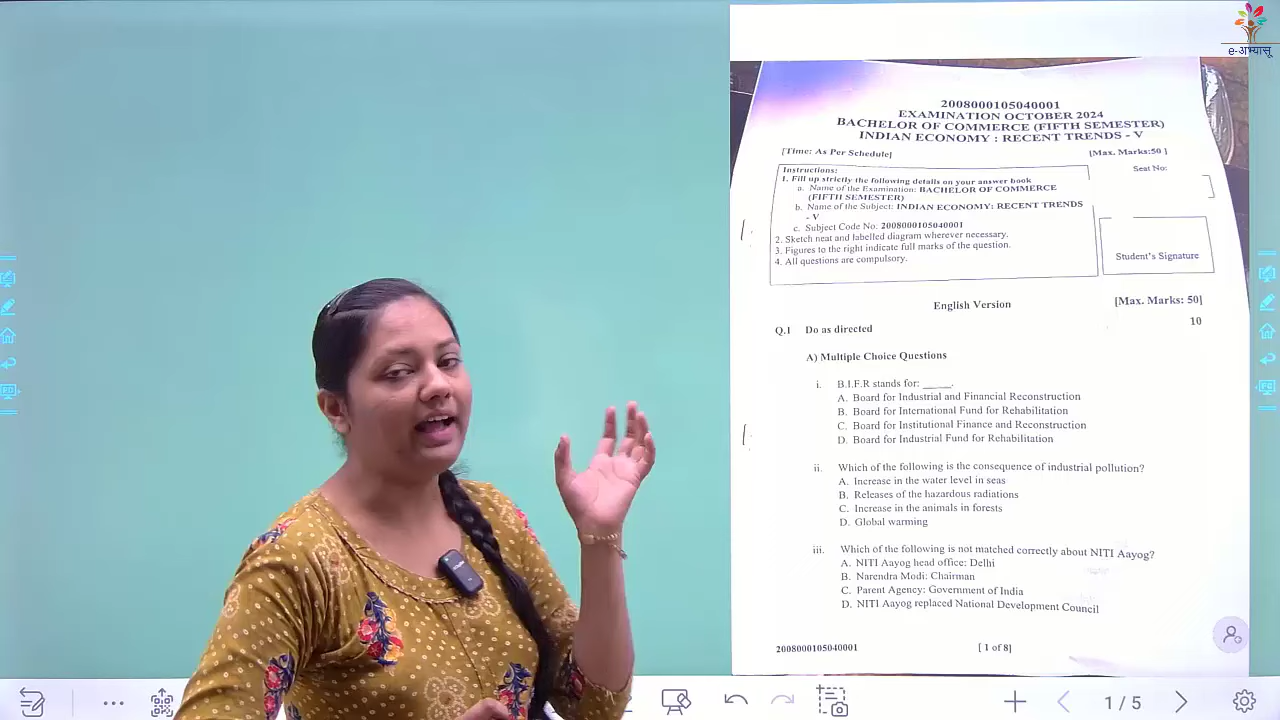 e-अभ्यासू
2008000105040001
EXAMINATION OCTOBER 2024
BACHELOR OF COMMERCE (FIFTH SEMESTER)
INDIAN ECONOMY : RECENT TRENDS - V
[Time: As Per Schedule] [Max. Marks:50 ]
Instructions:
1. Fill up strictly the following details on your answer book
a. Name of the Examination: BACHELOR OF COMMERCE
(FIFTH SEMESTER)
b. Name of the Subject: INDIAN ECONOMY: RECENT TRENDS
- V
c. Subject Code No: 2008000105040001
2. Sketch neat and labelled diagram wherever necessary.
3. Figures to the right indicate full marks of the question.
4. All questions are compulsory.
Seat No:
Student's Signature
English Version [Max. Marks: 50]
Q.1 Do as directed 10
A) Multiple Choice Questions
i. B.I.F.R stands for: _____.
A. Board for Industrial and Financial Reconstruction
B. Board for International Fund for Rehabilitation
C. Board for Institutional Finance and Reconstruction
D. Board for Industrial Fund for Rehabilitation
ii. Which of the following is the consequence of industrial pollution?
A. Increase in the water level in seas
B. Releases of the hazardous radiations
C. Increase in the animals in forests
D. Global warming
iii. Which of the following is not matched correctly about NITI Aayog?
A. NITI Aayog head office: Delhi
B. Narendra Modi: Chairman
C. Parent Agency: Government of India
D. NITI Aayog replaced National Development Council
2008000105040001 [ 1 of 8]
1 / 5